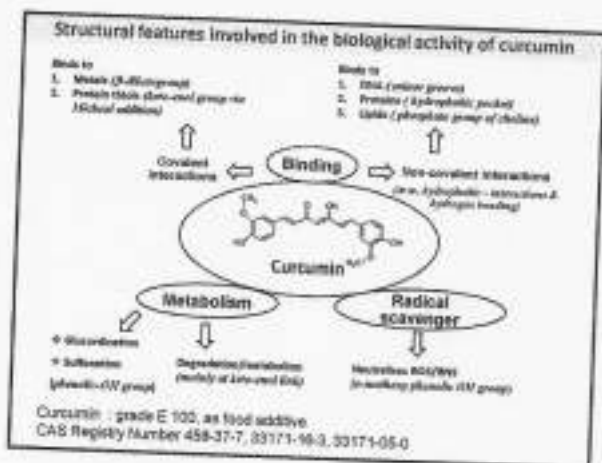 Structural features involved in the biological activity of curcumin
Binds to
1. Metals (β-diketo group)
2. Protein thiols (keto-enol group via
Micheal addition)
Binds to
1. DNA (minor groove)
2. Proteins (hydrophobic pocket)
3. Lipids (phosphate group of choline)
Covalent
interactions
Binding
Non-covalent interactions
hydrophobic interactions &
hydrogen bonding)
Curcumin
Metabolism
Radical
scavenger
Glucuronidation
Sulfonation
(phenolic-OH group)
Degradation/metabolism
(mainly at keto-enol link)
Neutralises ROS/RNS
(o-methoxy phenolic OH group)
Curcumin : grade E 100, as food additive
CAS Registry Number 458-37-7, 33171-16-3, 33171-05-0